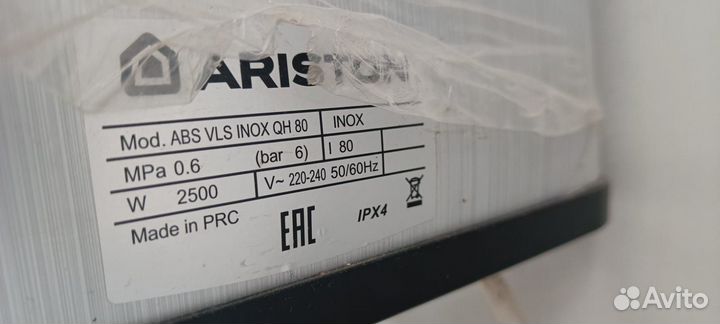 ARISTON
Mod. ABS VLS INOX QH 80 INOX
MPa 0.6 (bar 6) l 80
W 2500 V~ 220-240 50/60Hz
Made in PRC EAC IPX4
Avito